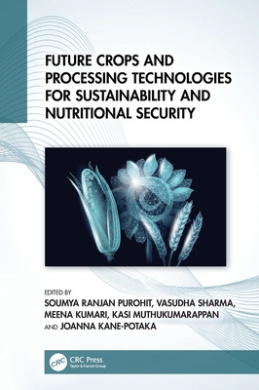 FUTURE CROPS AND
PROCESSING TECHNOLOGIES
FOR SUSTAINABILITY AND
NUTRITIONAL SECURITY
EDITED BY
SOUMYA RANJAN PUROHIT, VASUDHA SHARMA,
MEENA KUMARI, KASI MUTHUKUMARAPPAN
AND JOANNA KANE-POTAKA
CRC
CRC Press
Taylor & Francis Group